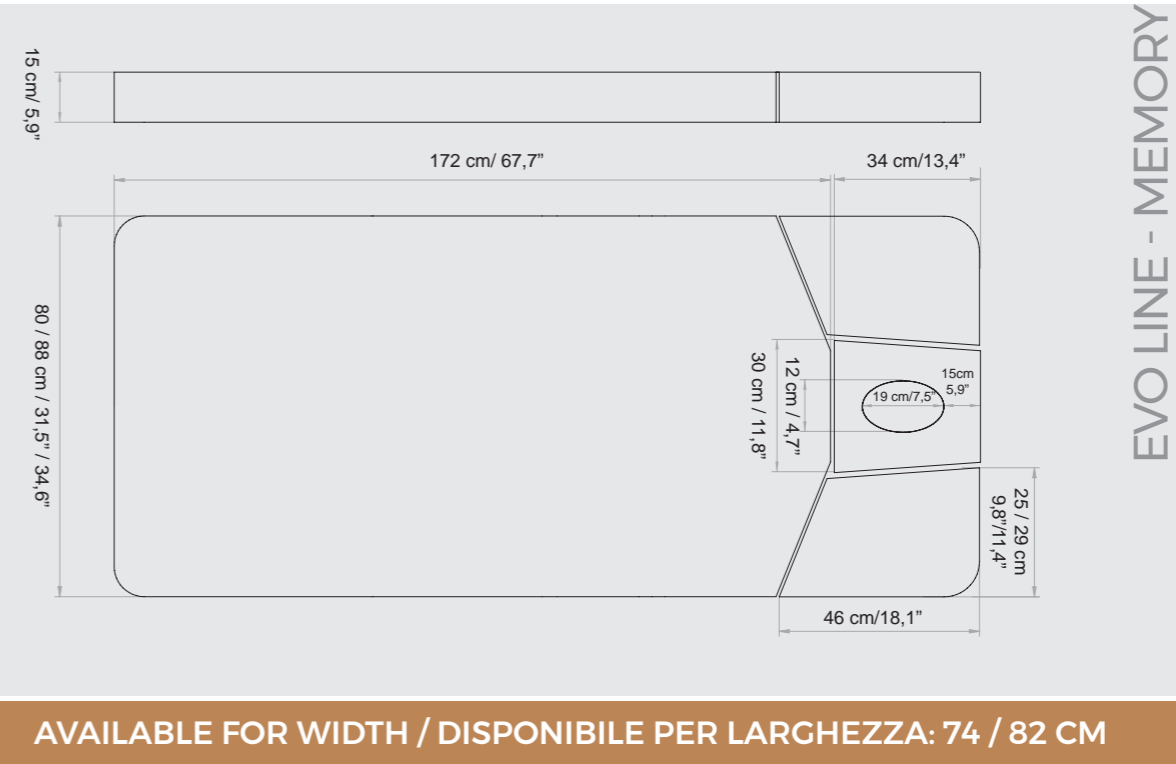 15 cm/ 5,9”
172 cm/ 67,7”
34 cm/13,4”
EVO LINE - MEMORY
80 / 88 cm / 31,5” / 34,6”
30 cm / 11,8”
12 cm / 4,7”
19 cm/7,5”
15cm
5,9”
25 / 29 cm
9,8”/11,4”
46 cm/18,1”
AVAILABLE FOR WIDTH / DISPONIBILE PER LARGHEZZA: 74 / 82 CM